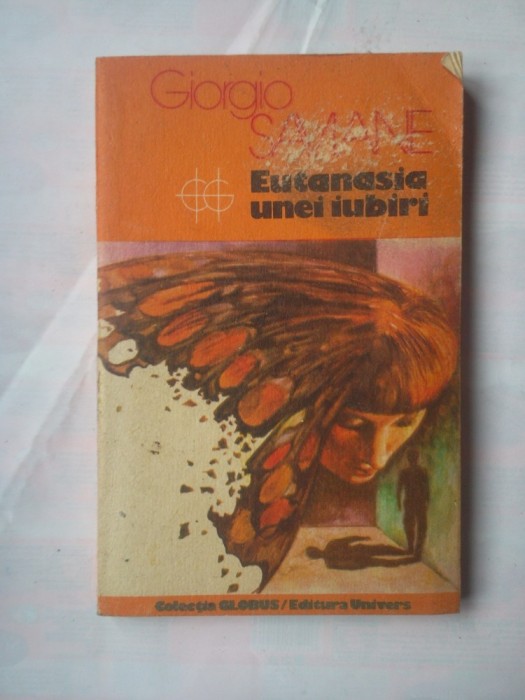 Giorgio
SAVIANE
Eutanasia
unei iubiri
Colecția GLOBUS/Editura Univers